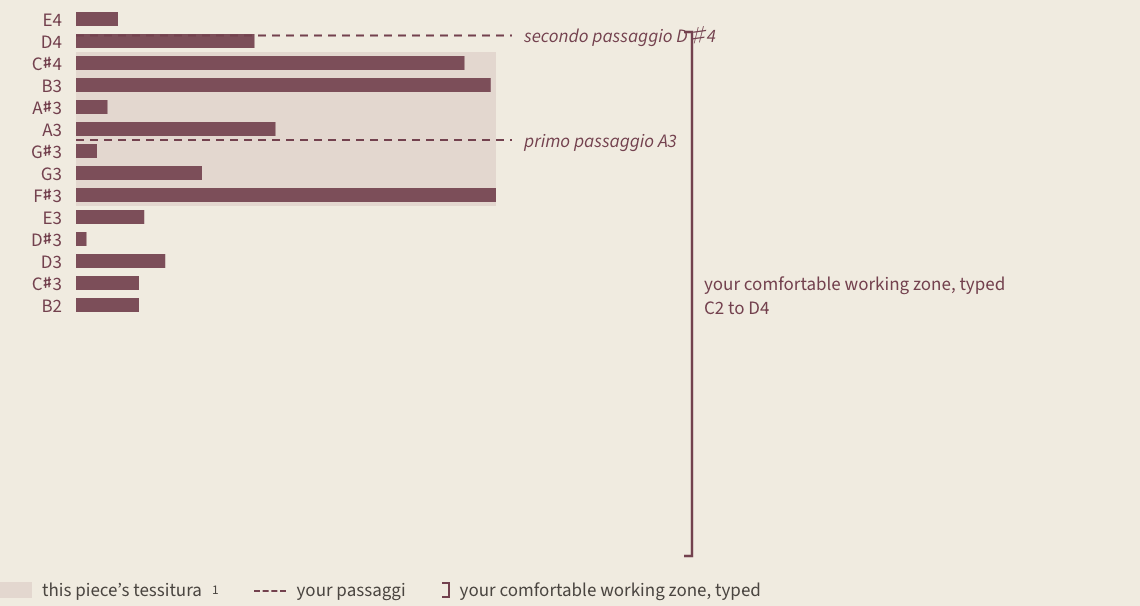 E4
D4
secondo passaggio D♯4
C♯4
B3
A♯3
A3
primo passaggio A3
G♯3
G3
F♯3
E3
D♯3
D3
C♯3
B2
your comfortable working zone, typed
C2 to D4
this piece’s tessitura 1
your passaggi
your comfortable working zone, typed